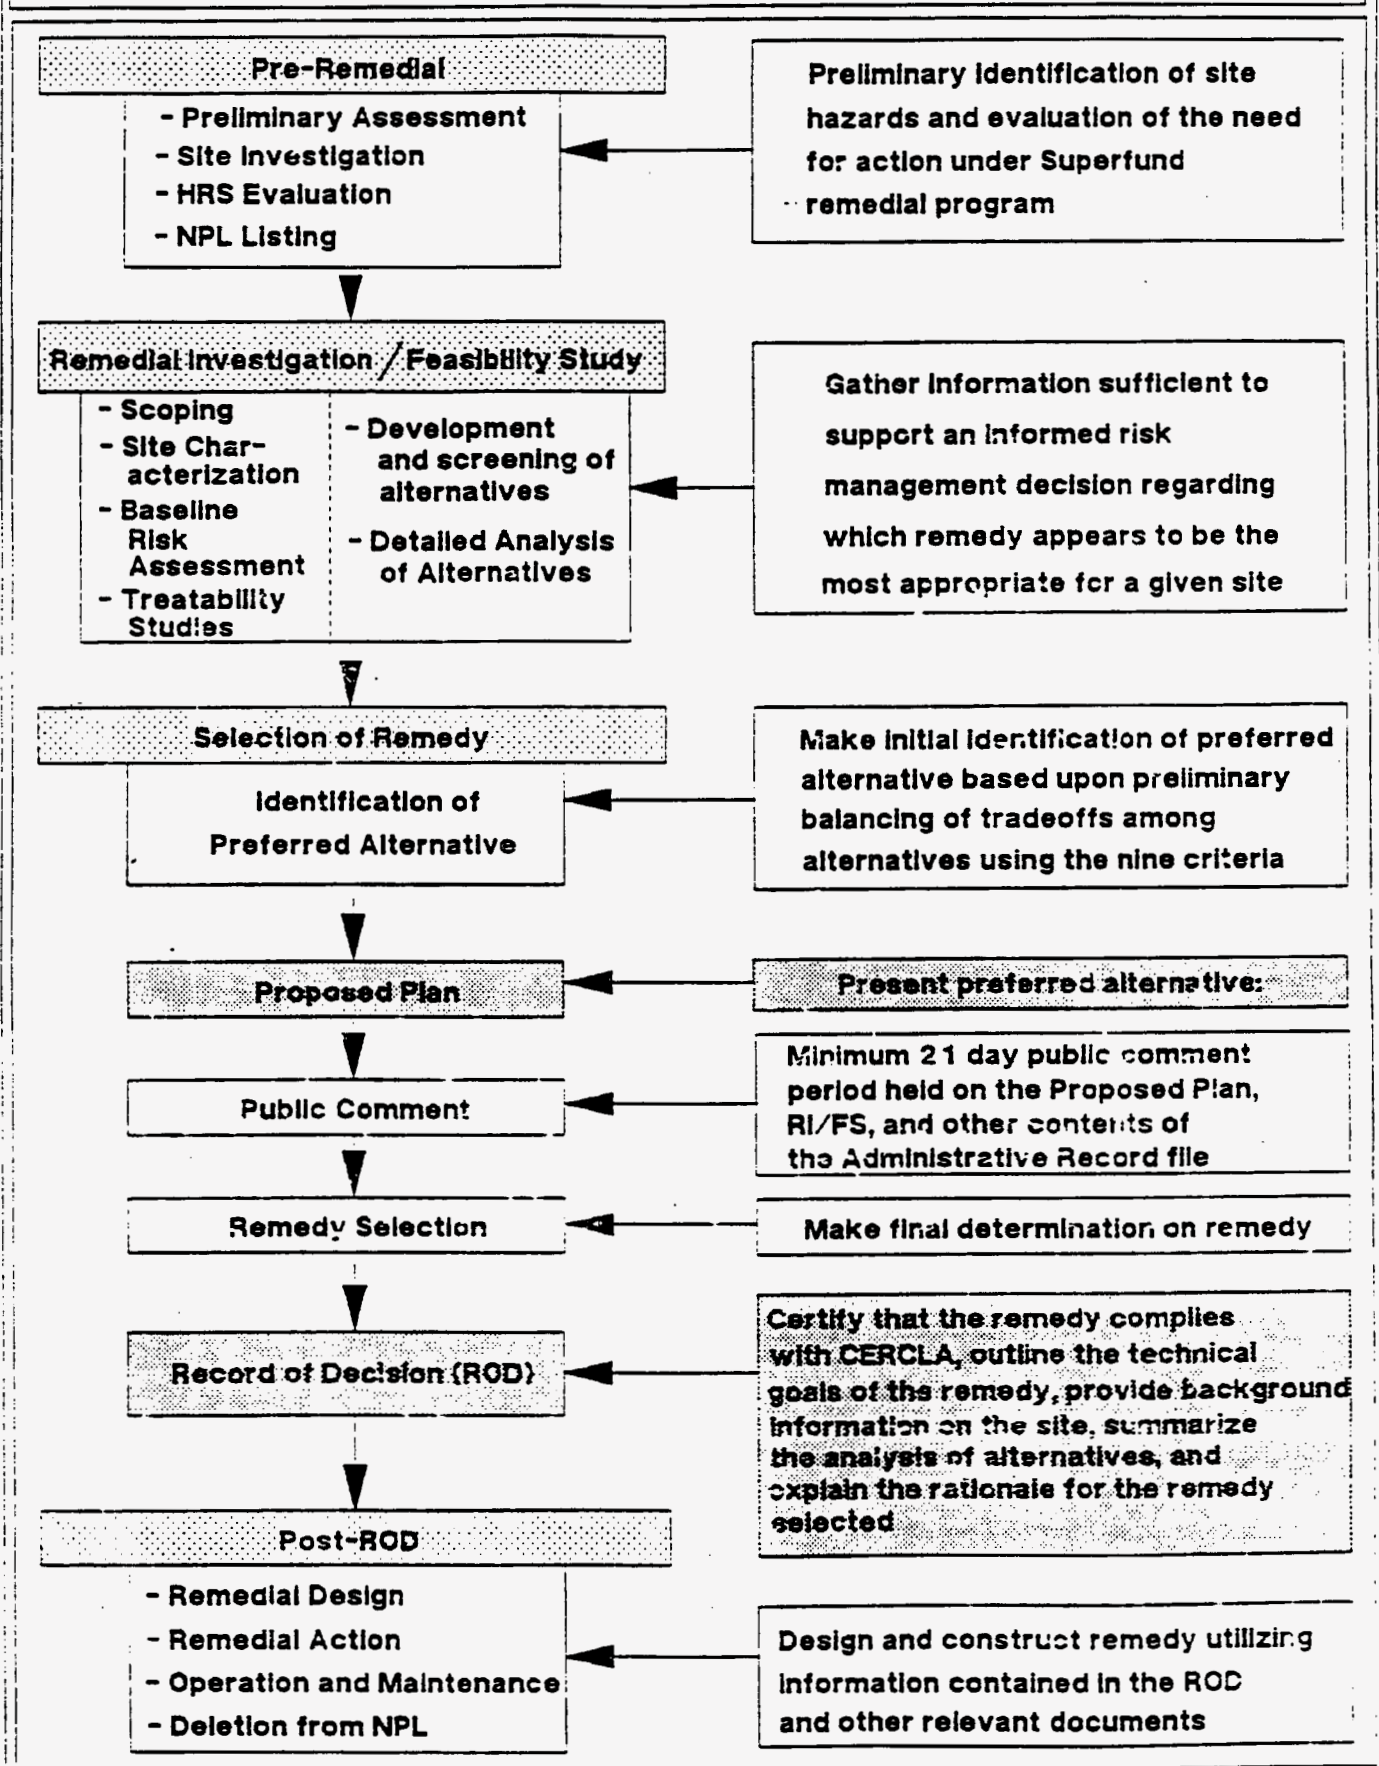 Pre-Remedial
- Preliminary Assessment
- Site Investigation
- HRS Evaluation
- NPL Listing
Preliminary identification of site
hazards and evaluation of the need
for action under Superfund
remedial program
Remedial Investigation / Feasibility Study
- Scoping
- Site Char-
acterization
- Baseline
Risk
Assessment
- Treatability
Studies
- Development
and screening of
alternatives
- Detailed Analysis
of Alternatives
Gather information sufficient to
support an informed risk
management decision regarding
which remedy appears to be the
most appropriate for a given site
Selection of Remedy
Identification of
Preferred Alternative
Make initial identification of preferred
alternative based upon preliminary
balancing of tradeoffs among
alternatives using the nine criteria
Proposed Plan
Present preferred alternative:
Public Comment
Minimum 21 day public comment
period held on the Proposed Plan,
RI/FS, and other contents of
the Administrative Record file
Remedy Selection
Make final determination on remedy
Record of Decision (ROD)
Certify that the remedy complies
with CERCLA, outline the technical
goals of the remedy, provide background
information on the site, summarize
the analysis of alternatives, and
explain the rationale for the remedy
selected
Post-ROD
- Remedial Design
- Remedial Action
- Operation and Maintenance
- Deletion from NPL
Design and construct remedy utilizing
information contained in the ROD
and other relevant documents